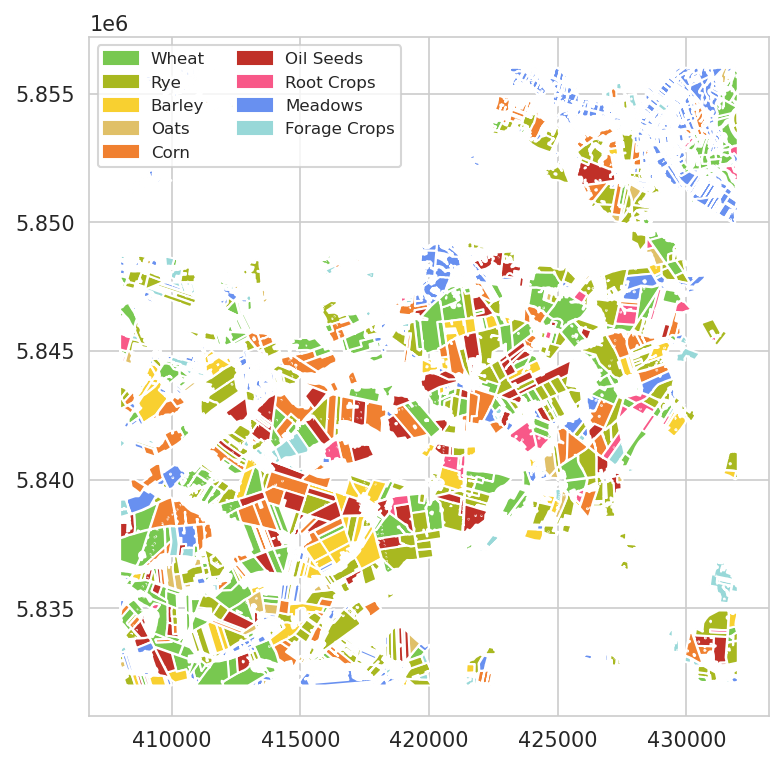 1e6
Wheat
Rye
Barley
Oats
Corn
Oil Seeds
Root Crops
Meadows
Forage Crops
5.855
5.850
5.845
5.840
5.835
410000 415000 420000 425000 430000